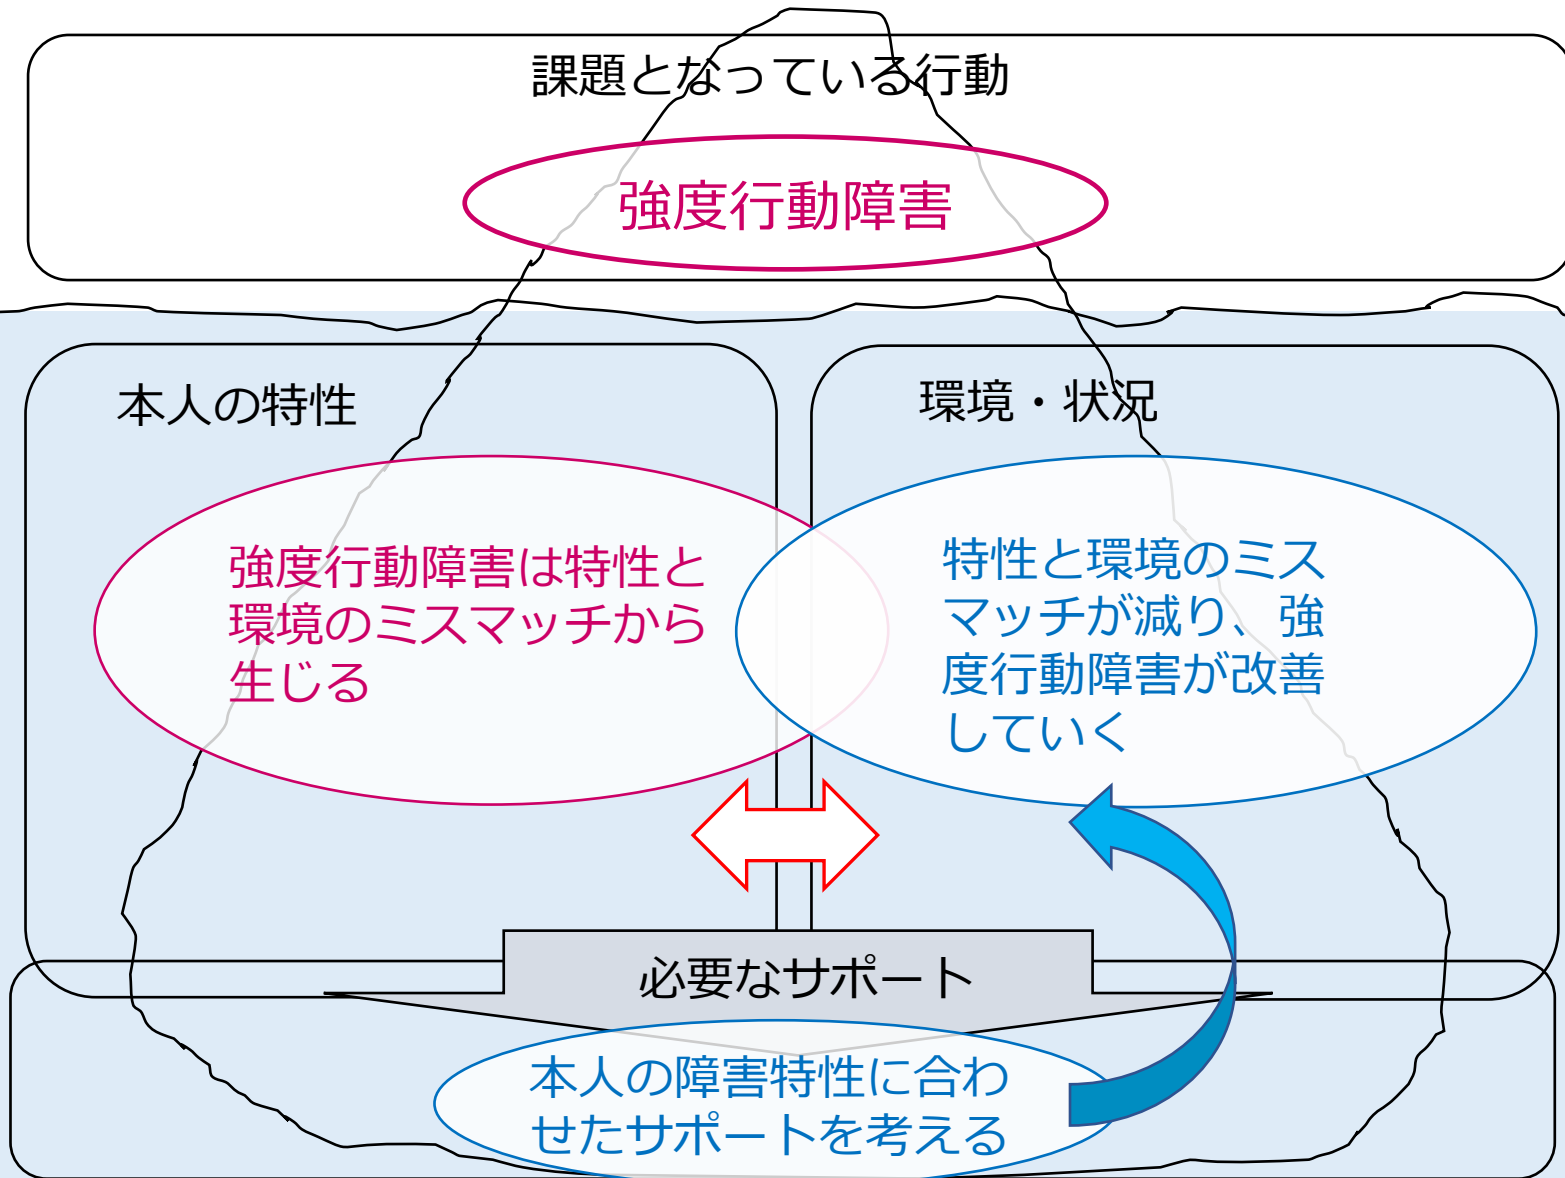 課題となっている行動
強度行動障害
本人の特性
環境・状況
強度行動障害は特性と
環境のミスマッチから
生じる
特性と環境のミス
マッチが減り、強
度行動障害が改善
していく
必要なサポート
本人の障害特性に合わ
せたサポートを考える